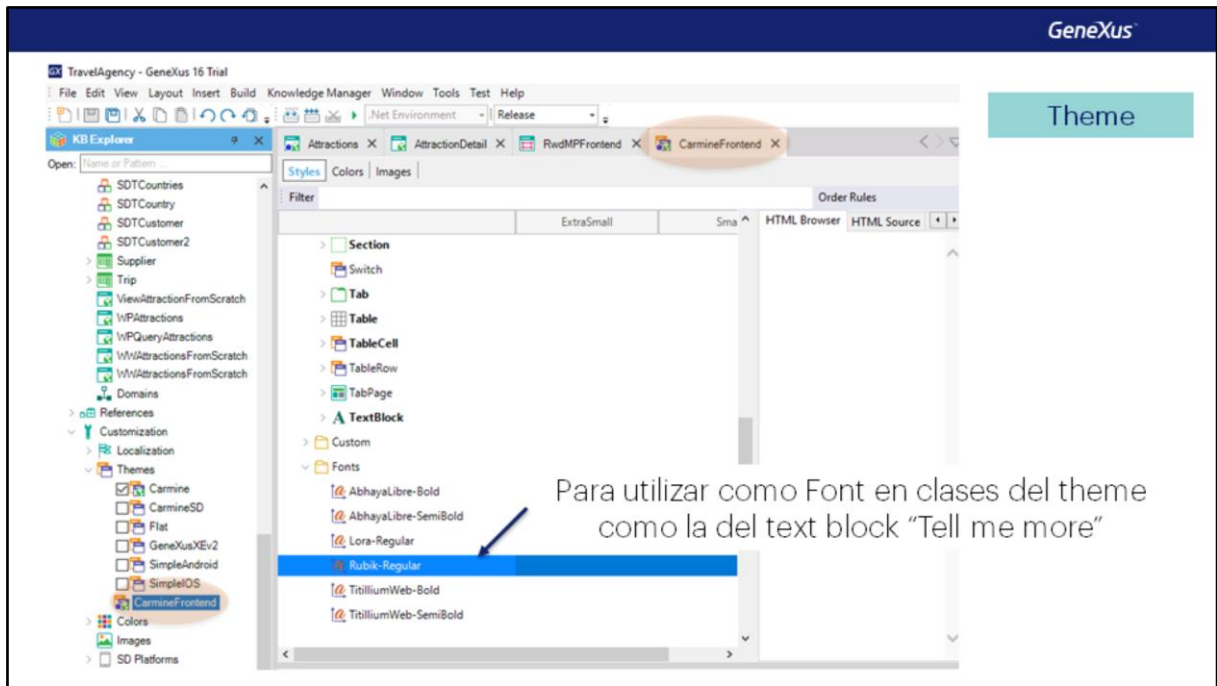 GeneXus™
Theme
TravelAgency - GeneXus 16 Trial
File Edit View Layout Insert Build Knowledge Manager Window Tools Test Help
.Net Environment Release
KB Explorer
Open: Name or Pattern ...
SDTCountries
SDTCountry
SDTCustomer
SDTCustomer2
Supplier
Trip
ViewAttractionFromScratch
WPAttractions
WPQueryAttractions
WWAttractionsFromScratch
WWAttractionsFromScratch
Domains
References
Customization
Localization
Themes
Carmine
CarmineSD
Flat
GeneXusXEv2
SimpleAndroid
SimpleIOS
CarmineFrontend
Colors
Images
SD Platforms
Attractions AttractionDetail RwdMPFrontend CarmineFrontend
Styles Colors Images
Filter Order Rules
ExtraSmall Sma HTML Browser HTML Source
Section
Switch
Tab
Table
TableCell
TableRow
TabPage
TextBlock
Custom
Fonts
AbhayaLibre-Bold
AbhayaLibre-SemiBold
Lora-Regular
Rubik-Regular
TitilliumWeb-Bold
TitilliumWeb-SemiBold
Para utilizar como Font en clases del theme
como la del text block “Tell me more”